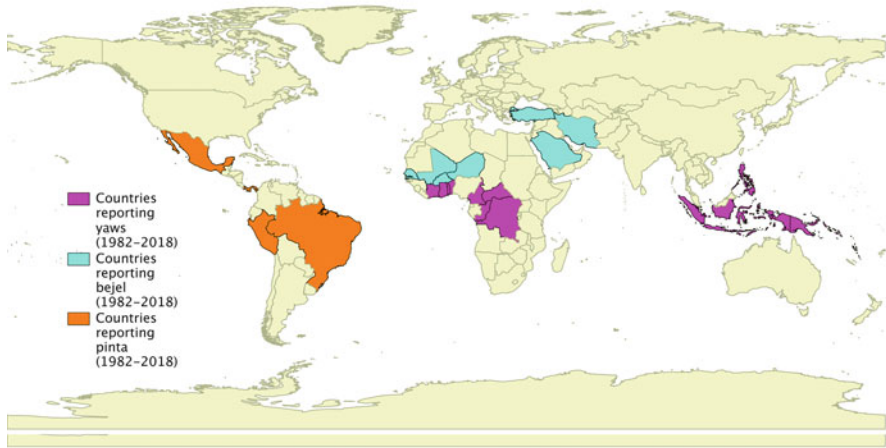 Countries
reporting
yaws
(1982–2018)
Countries
reporting
bejel
(1982–2018)
Countries
reporting
pinta
(1982–2018)